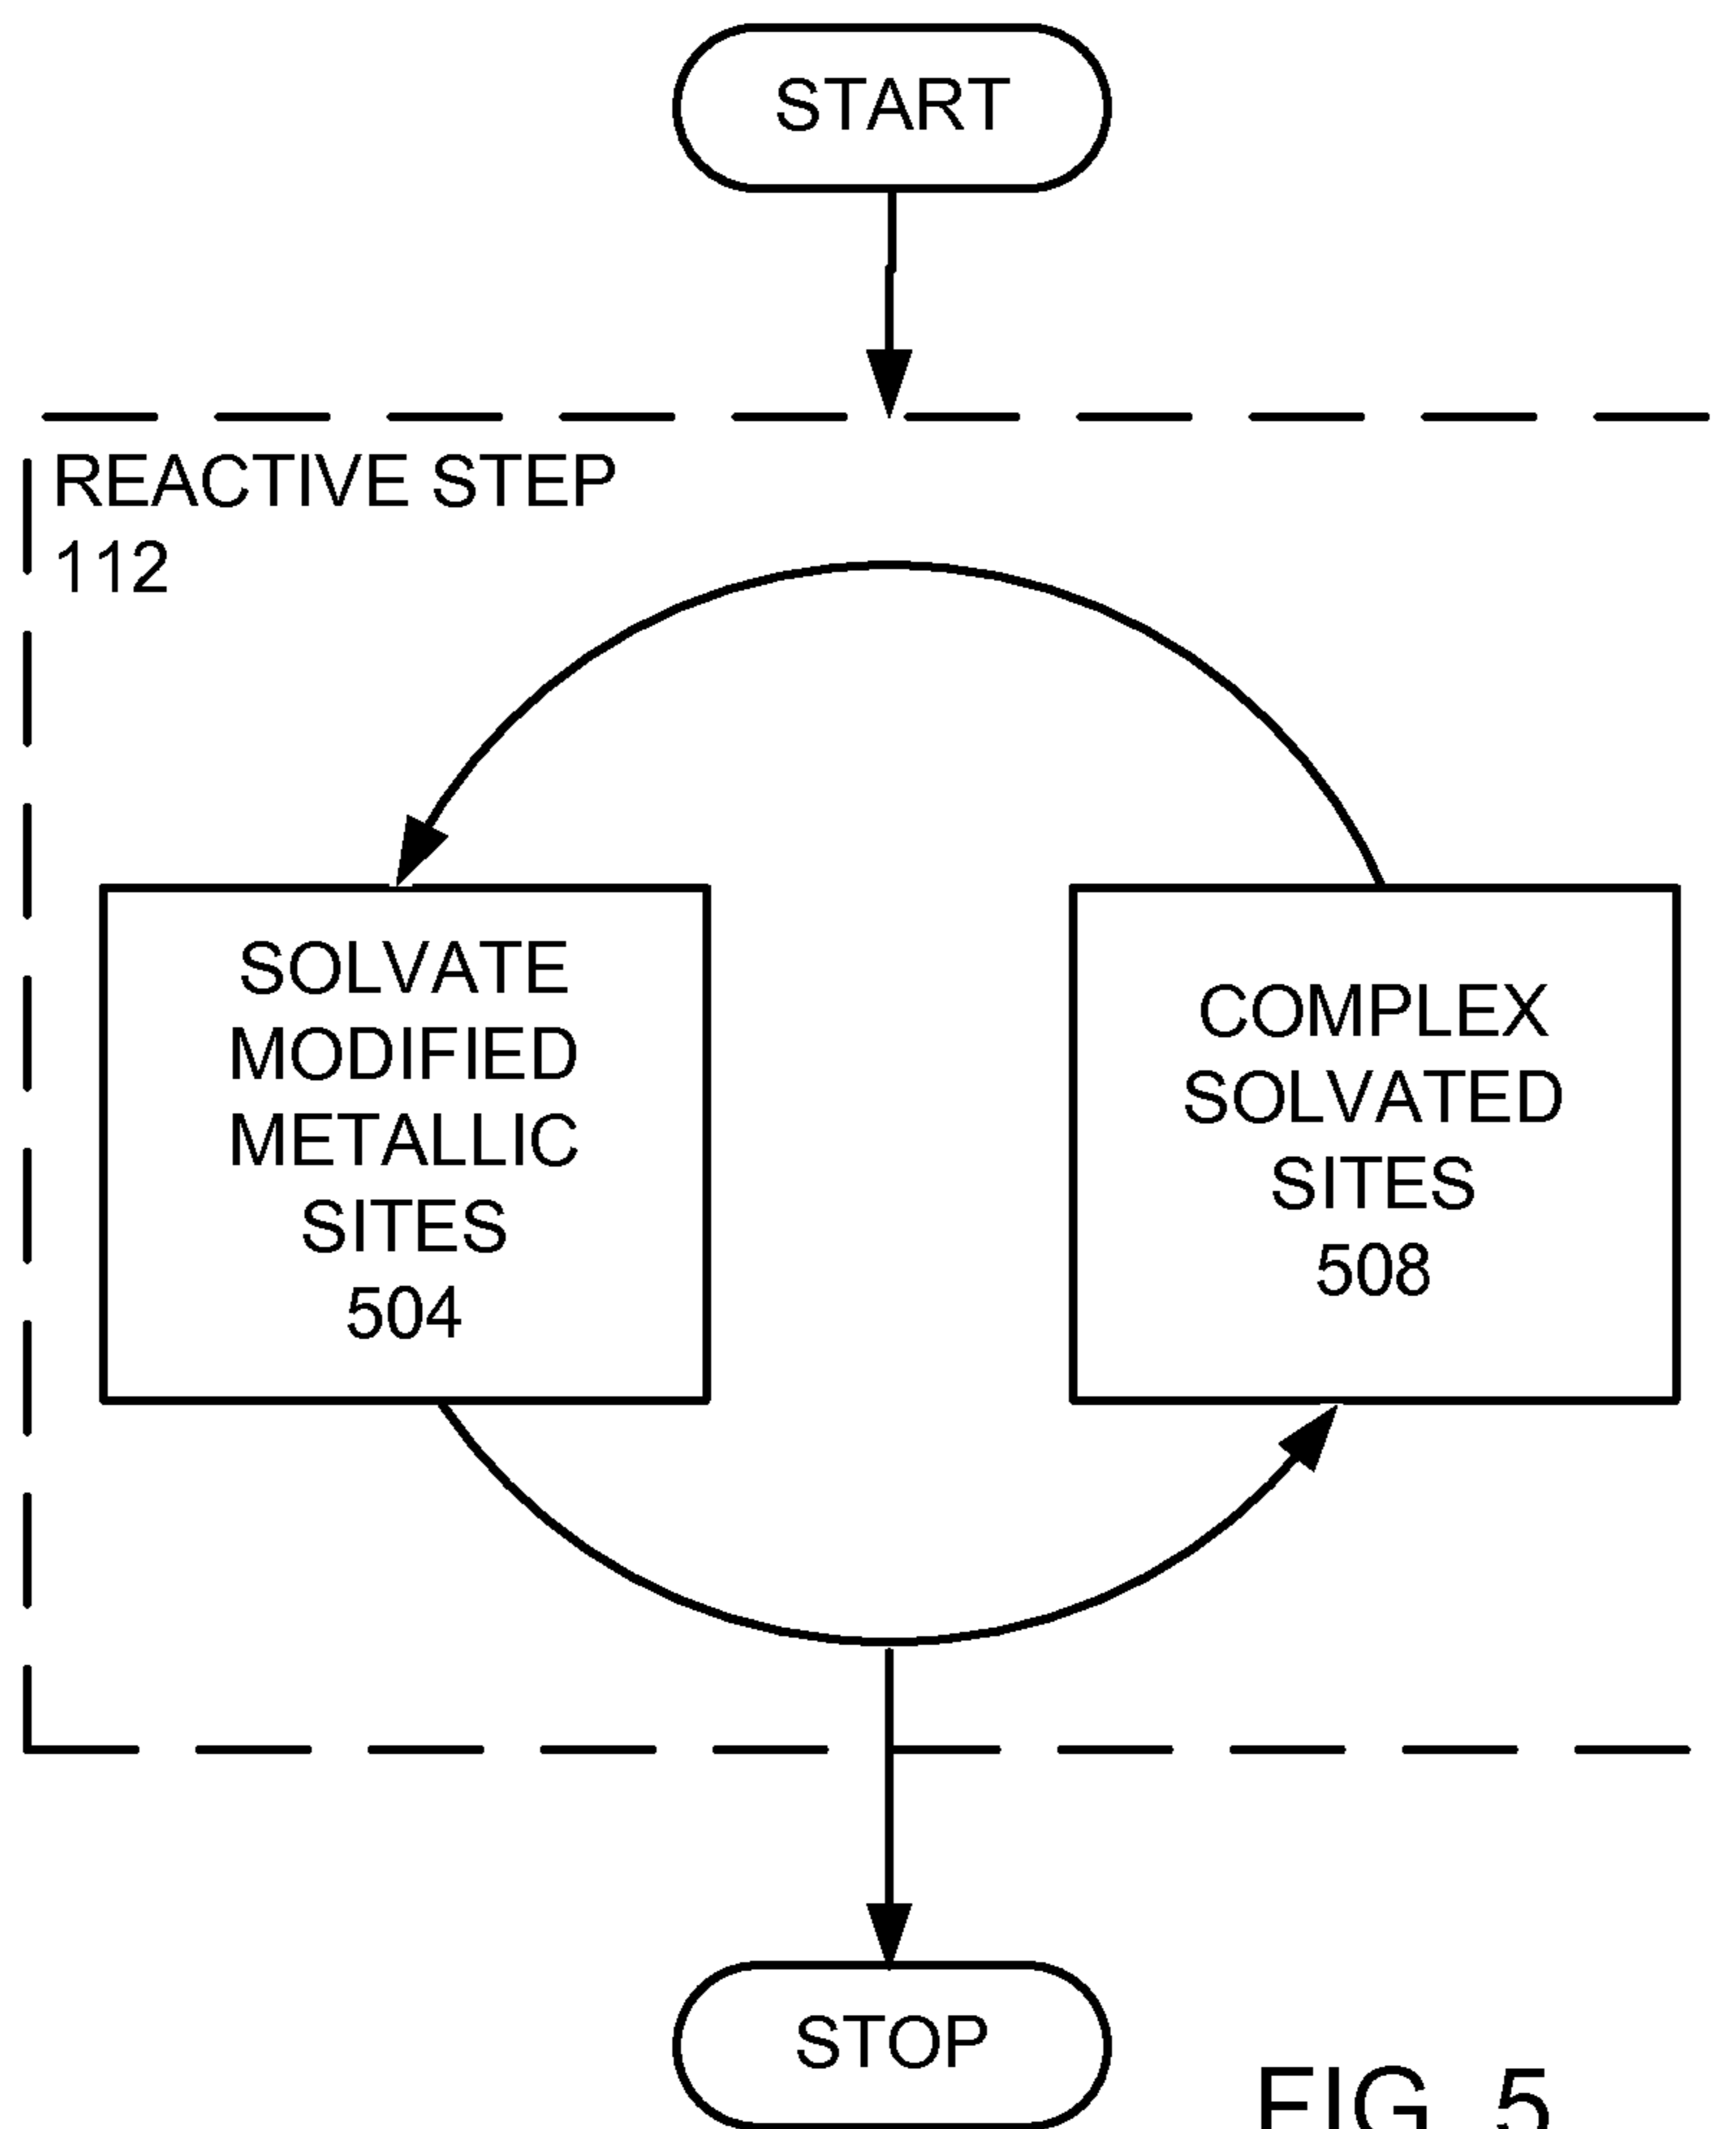 START
REACTIVE STEP
112
SOLVATE
MODIFIED
METALLIC
SITES
504
COMPLEX
SOLVATED
SITES
508
STOP
FIG. 5